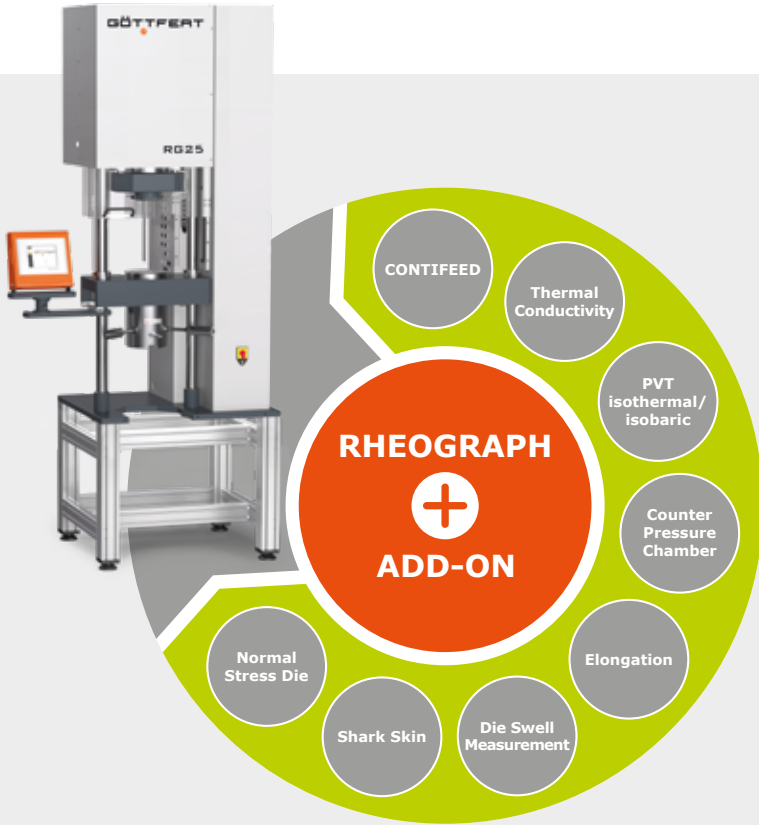 GÖTTFERT
RG25
CONTIFEED
Thermal
Conductivity
PVT
isothermal/
isobaric
Counter
Pressure
Chamber
Elongation
Die Swell
Measurement
Shark Skin
Normal
Stress Die
RHEOGRAPH
ADD-ON